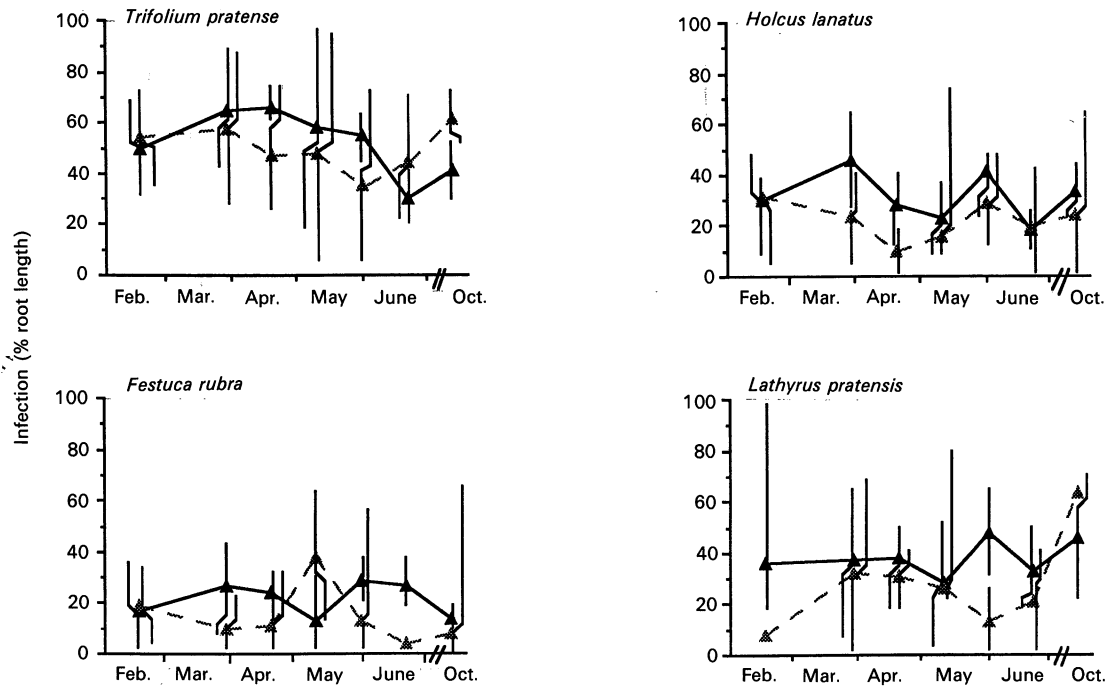 Infection (% root length)
Trifolium pratense
100
80
60
40
20
0
Feb. Mar. Apr. May June Oct.
Holcus lanatus
100
80
60
40
20
0
Feb. Mar. Apr. May June Oct.
Festuca rubra
100
80
60
40
20
0
Feb. Mar. Apr. May June Oct.
Lathyrus pratensis
100
80
60
40
20
0
Feb. Mar. Apr. May June Oct.